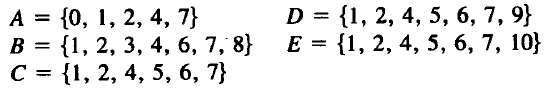 A = {0, 1, 2, 4, 7}
B = {1, 2, 3, 4, 6, 7, 8}
C = {1, 2, 4, 5, 6, 7}
D = {1, 2, 4, 5, 6, 7, 9}
E = {1, 2, 4, 5, 6, 7, 10}